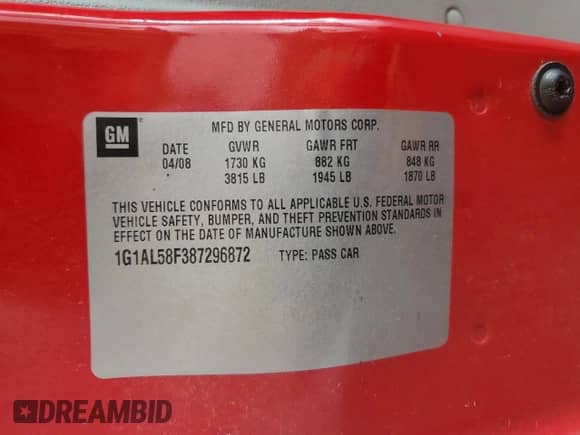 GM
MFD BY GENERAL MOTORS CORP.
DATE GVWR GAWR FRT GAWR RR
04/08 1730 KG 882 KG 848 KG
3815 LB 1945 LB 1870 LB
THIS VEHICLE CONFORMS TO ALL APPLICABLE U.S. FEDERAL MOTOR
VEHICLE SAFETY, BUMPER, AND THEFT PREVENTION STANDARDS IN
EFFECT ON THE DATE OF MANUFACTURE SHOWN ABOVE.
1G1AL58F387296872 TYPE: PASS CAR
DREAMBID